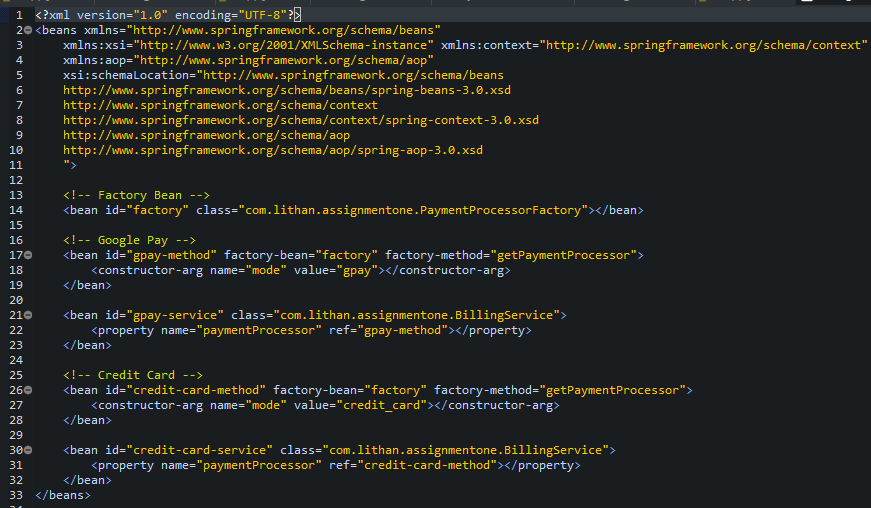 1 <?xml version="1.0" encoding="UTF-8"?>
2 <beans xmlns="http://www.springframework.org/schema/beans"
3     xmlns:xsi="http://www.w3.org/2001/XMLSchema-instance" xmlns:context="http://www.springframework.org/schema/context"
4     xmlns:aop="http://www.springframework.org/schema/aop"
5     xsi:schemaLocation="http://www.springframework.org/schema/beans
6     http://www.springframework.org/schema/beans/spring-beans-3.0.xsd
7     http://www.springframework.org/schema/context
8     http://www.springframework.org/schema/context/spring-context-3.0.xsd
9     http://www.springframework.org/schema/aop
10     http://www.springframework.org/schema/aop/spring-aop-3.0.xsd
11     ">
12
13     <!-- Factory Bean -->
14     <bean id="factory" class="com.lithan.assignmentone.PaymentProcessorFactory"></bean>
15
16     <!-- Google Pay -->
17     <bean id="gpay-method" factory-bean="factory" factory-method="getPaymentProcessor">
18         <constructor-arg name="mode" value="gpay"></constructor-arg>
19     </bean>
20
21     <bean id="gpay-service" class="com.lithan.assignmentone.BillingService">
22         <property name="paymentProcessor" ref="gpay-method"></property>
23     </bean>
24
25     <!-- Credit Card -->
26     <bean id="credit-card-method" factory-bean="factory" factory-method="getPaymentProcessor">
27         <constructor-arg name="mode" value="credit_card"></constructor-arg>
28     </bean>
29
30     <bean id="credit-card-service" class="com.lithan.assignmentone.BillingService">
31         <property name="paymentProcessor" ref="credit-card-method"></property>
32     </bean>
33 </beans>